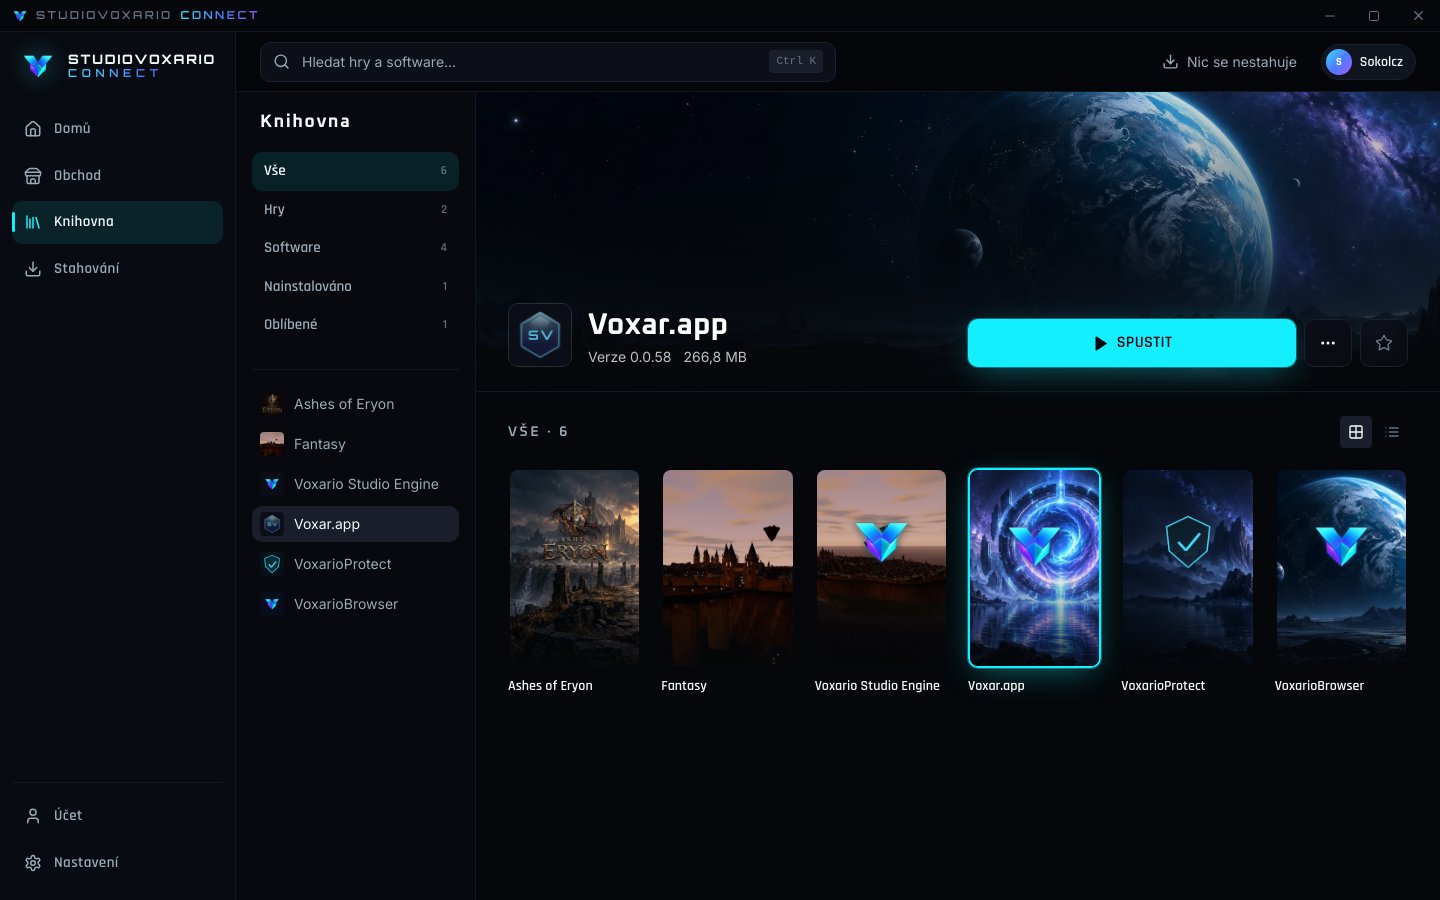 STUDIOVOXARIO CONNECT
STUDIOVOXARIO
CONNECT
Hledat hry a software...
Ctrl K
Nic se nestahuje
S
Sokolcz
Domů
Obchod
Knihovna
Stahování
Účet
Nastavení
Knihovna
Vše 6
Hry 2
Software 4
Nainstalováno 1
Oblíbené 1
Ashes of Eryon
Fantasy
Voxario Studio Engine
Voxar.app
VoxarioProtect
VoxarioBrowser
SV
Voxar.app
Verze 0.0.58 266,8 MB
SPUSTIT
VŠE · 6
ASHES OF
ERYON
Ashes of Eryon
Fantasy
Voxario Studio Engine
Voxar.app
VoxarioProtect
VoxarioBrowser